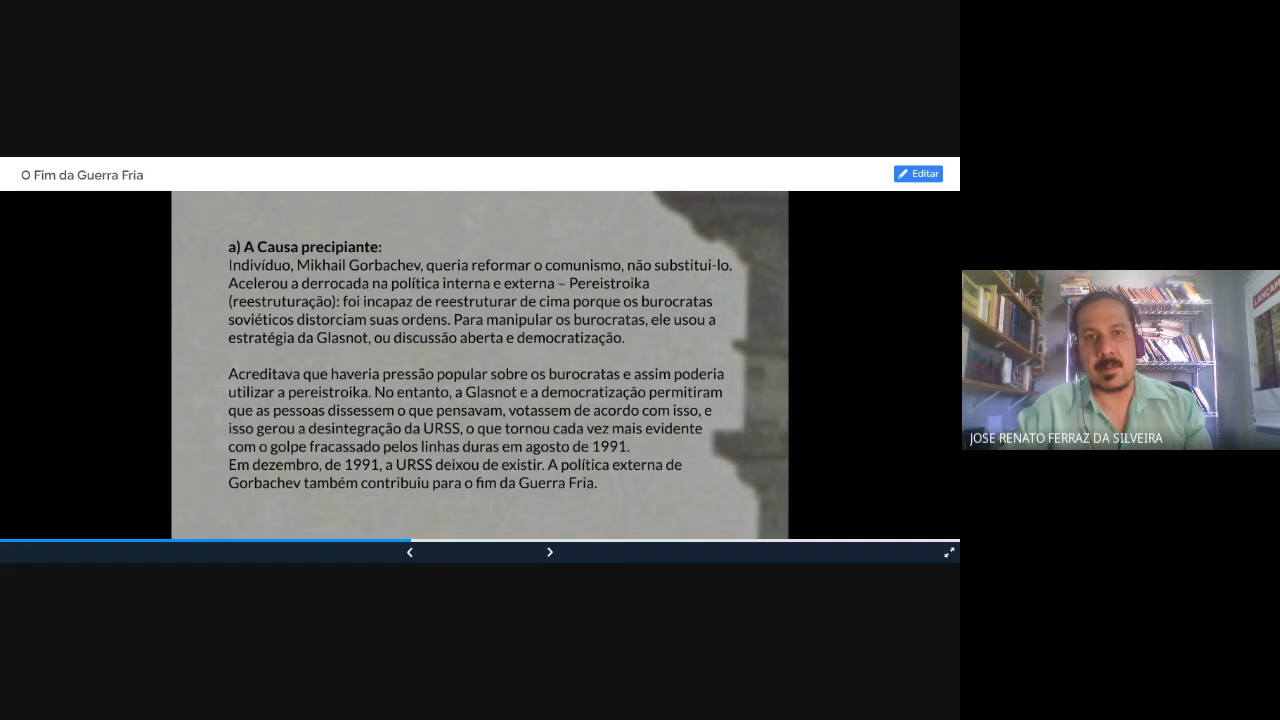 O Fim da Guerra Fria
Editar
a) A Causa precipiante:
Indivíduo, Mikhail Gorbachev, queria reformar o comunismo, não substitui-lo.
Acelerou a derrocada na política interna e externa – Pereistroika
(reestruturação): foi incapaz de reestruturar de cima porque os burocratas
soviéticos distorciam suas ordens. Para manipular os burocratas, ele usou a
estratégia da Glasnot, ou discussão aberta e democratização.
Acreditava que haveria pressão popular sobre os burocratas e assim poderia
utilizar a pereistroika. No entanto, a Glasnot e a democratização permitiram
que as pessoas dissessem o que pensavam, votassem de acordo com isso, e
isso gerou a desintegração da URSS, o que tornou cada vez mais evidente
com o golpe fracassado pelos linhas duras em agosto de 1991.
Em dezembro, de 1991, a URSS deixou de existir. A política externa de
Gorbachev também contribuiu para o fim da Guerra Fria.
JOSE RENATO FERRAZ DA SILVEIRA